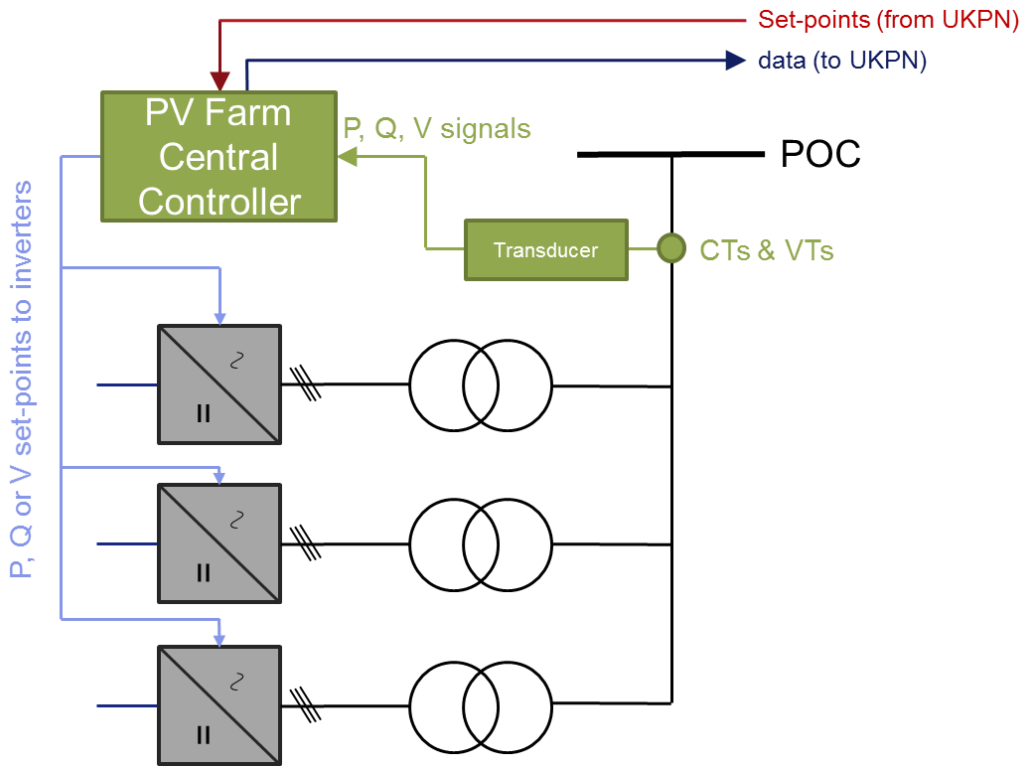 Set-points (from UKPN)
data (to UKPN)
PV Farm
Central
Controller
P, Q, V signals
POC
Transducer
CTs & VTs
P, Q or V set-points to inverters